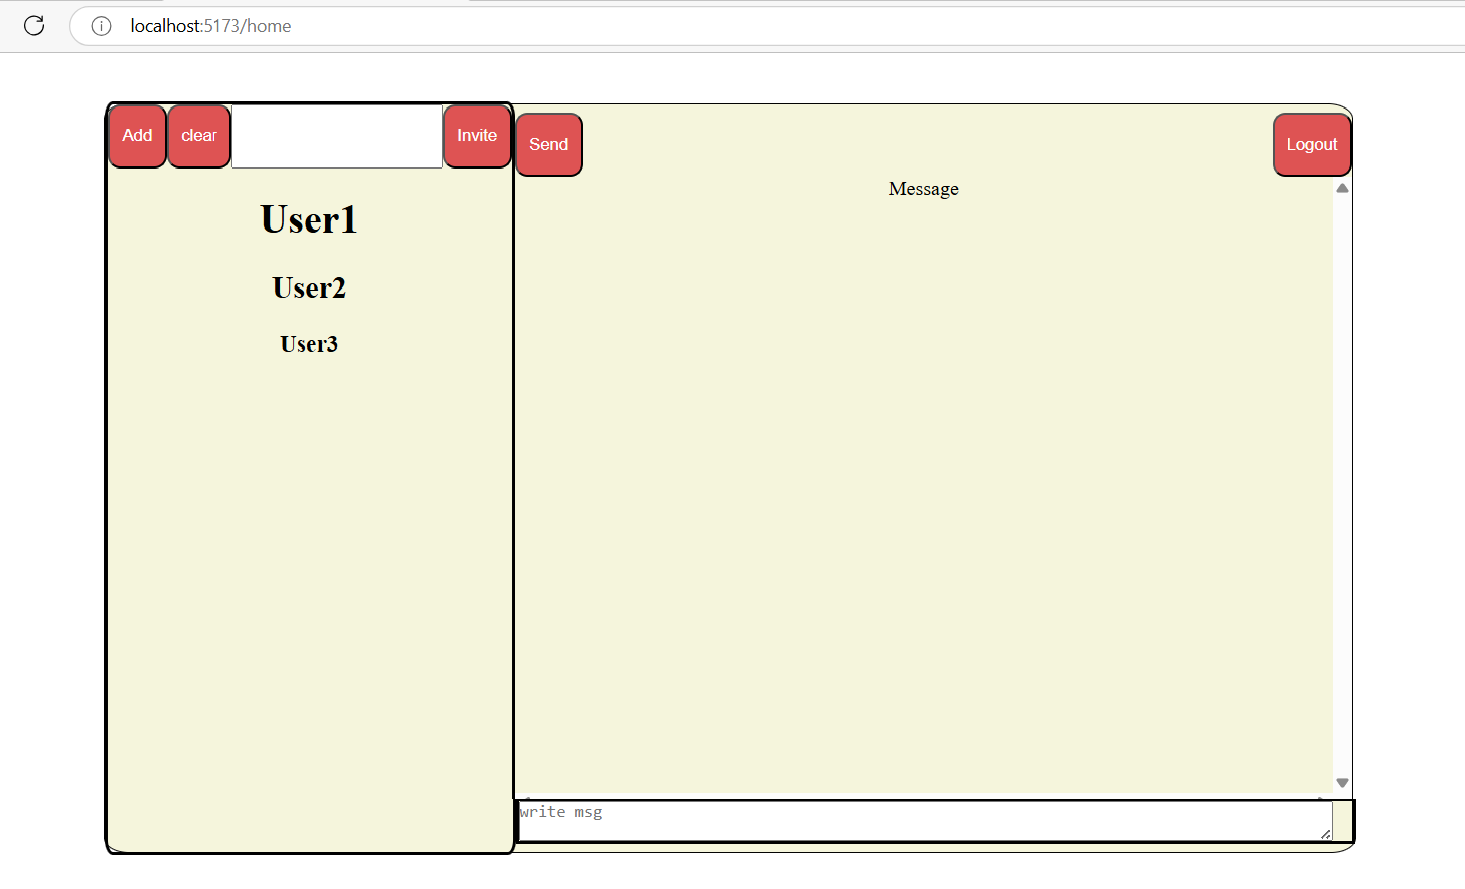 localhost:5173/home
Add clear Invite
Send Logout
Message
User1
User2
User3
write msg